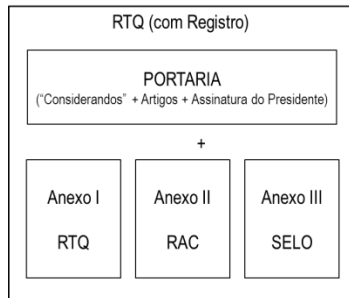 RTQ (com Registro)
PORTARIA
("Considerandos" + Artigos + Assinatura do Presidente)
+
Anexo I
RTQ
Anexo II
RAC
Anexo III
SELO